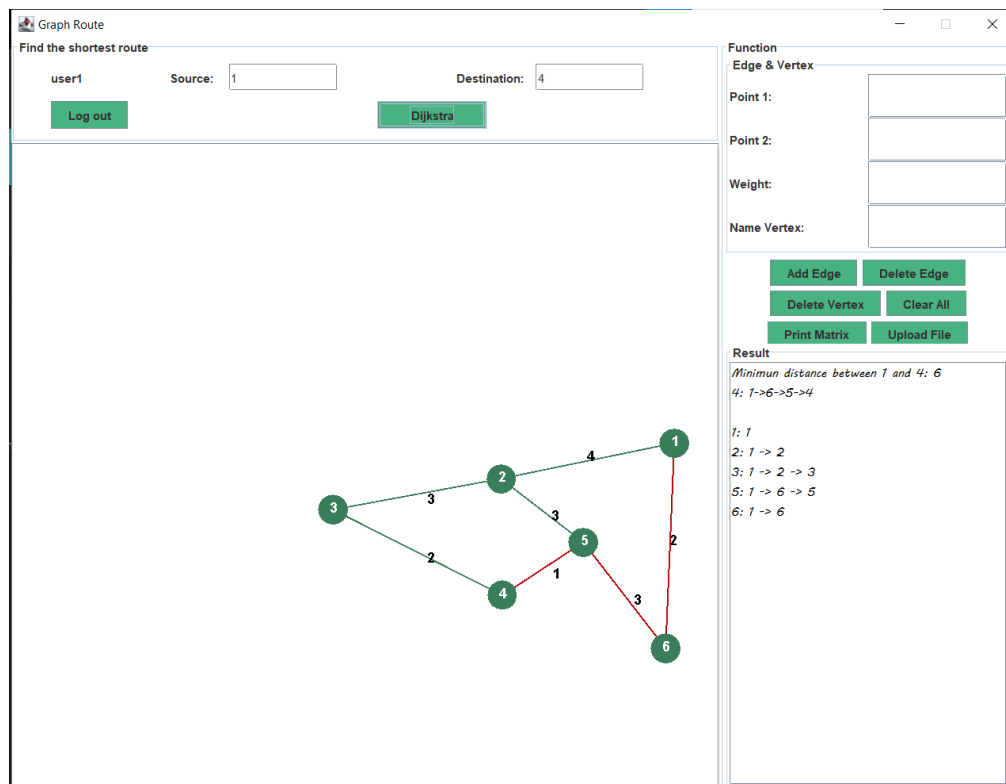 Graph Route
Find the shortest route
user1 Source: 1 Destination: 4
Log out Dijkstra
1
4
2
3
3
3
5
2
2
1
4
3
6
Function
Edge & Vertex
Point 1:
Point 2:
Weight:
Name Vertex:
Add Edge Delete Edge
Delete Vertex Clear All
Print Matrix Upload File
Result
Minimun distance between 1 and 4: 6
4: 1->6->5->4
1: 1
2: 1 -> 2
3: 1 -> 2 -> 3
5: 1 -> 6 -> 5
6: 1 -> 6